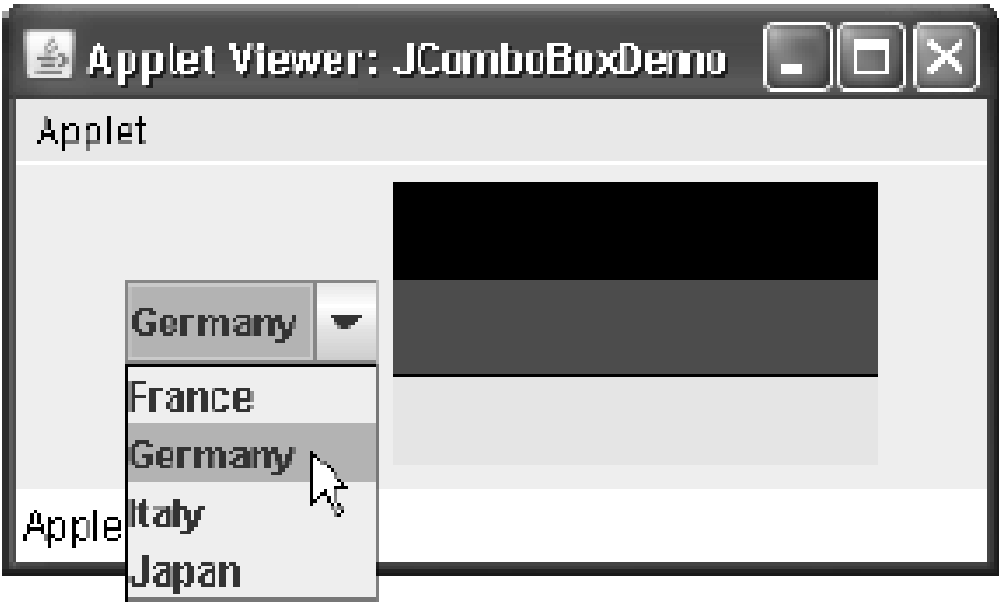 Applet Viewer: JComboBoxDemo
Applet
Germany
France
Germany
Italy
Japan
Apple